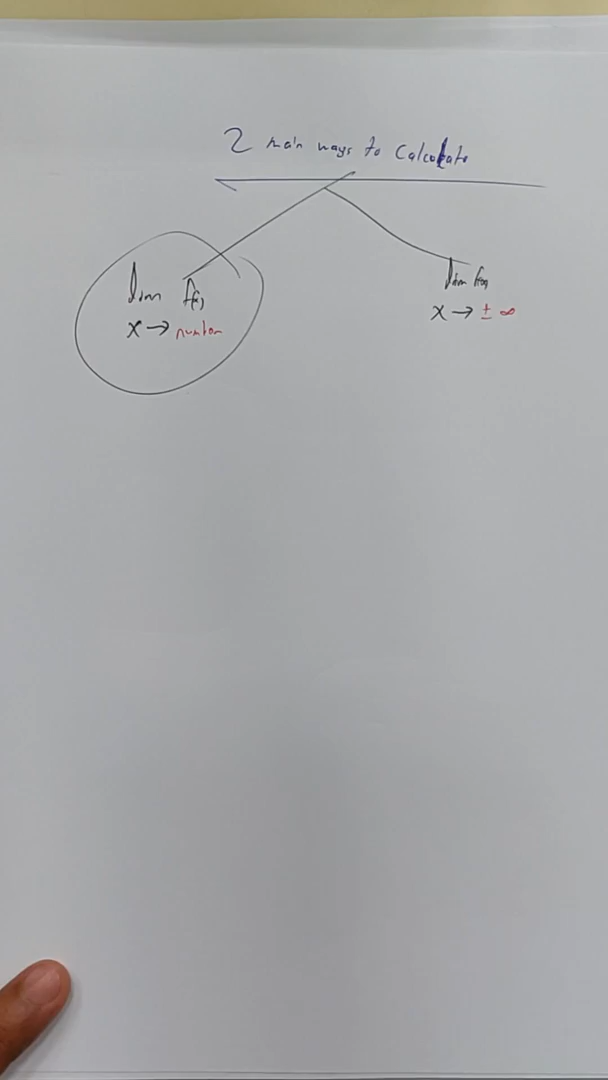 2 main ways to Calculate
lim f(x)
x → number
lim f(x)
x → ± ∞